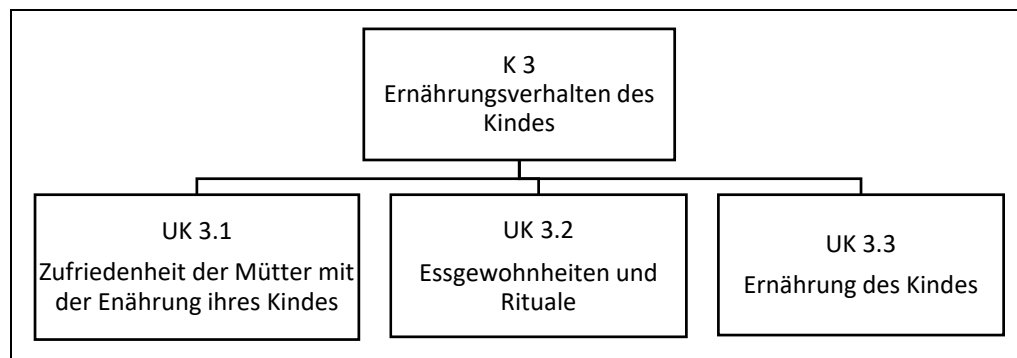 K 3
Ernährungsverhalten des
Kindes
UK 3.1
Zufriedenheit der Mütter mit
der Enährung ihres Kindes
UK 3.2
Essgewohnheiten und
Rituale
UK 3.3
Ernährung des Kindes